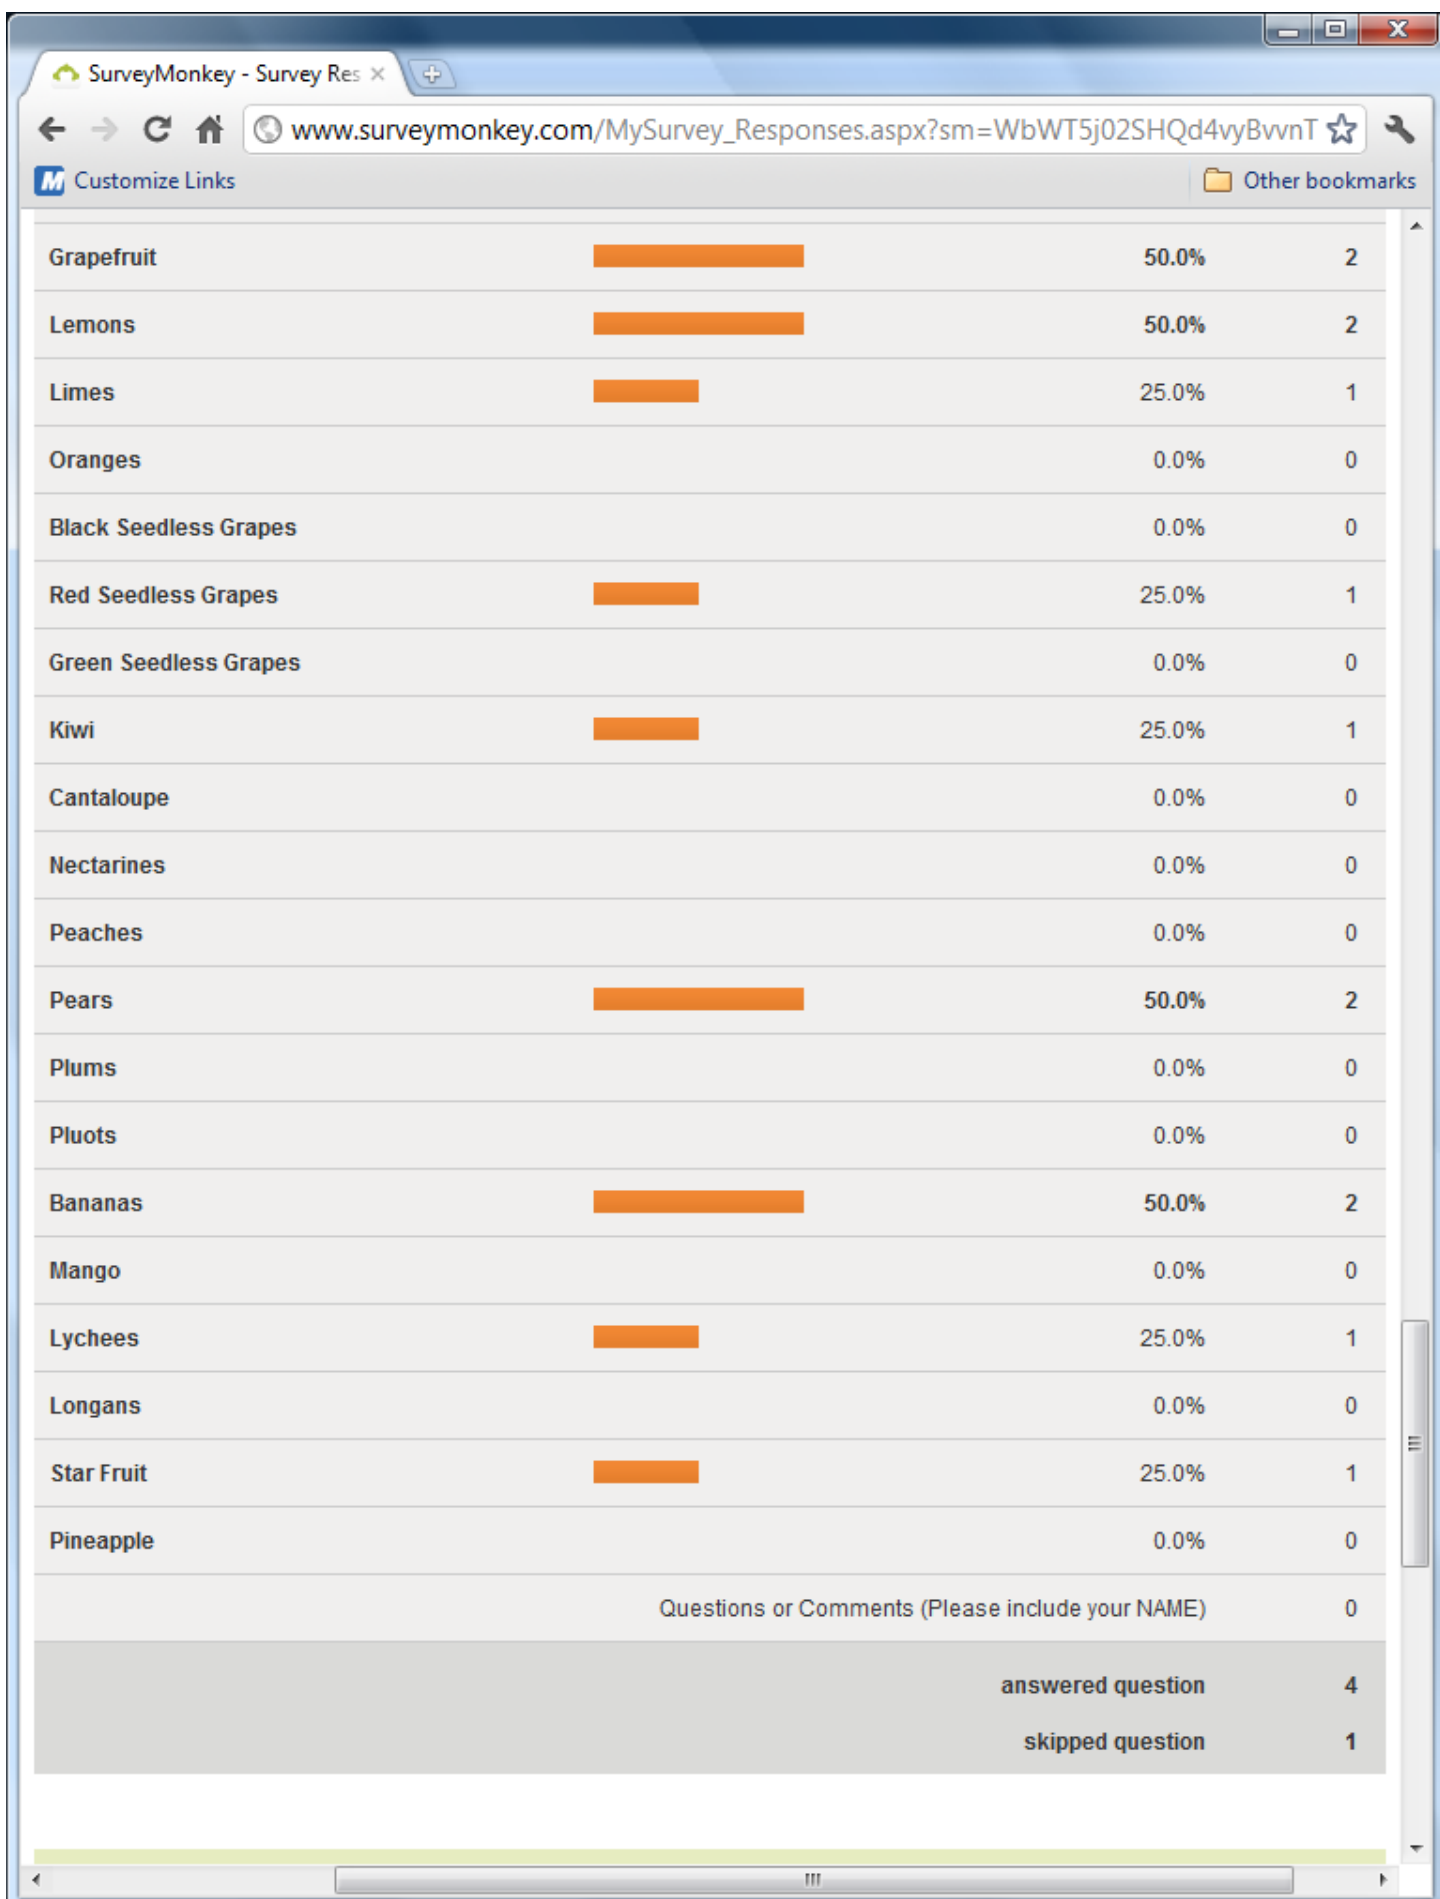 SurveyMonkey - Survey Res
www.surveymonkey.com/MySurvey_Responses.aspx?sm=WbWT5j02SHQd4vyBvvnT
Customize Links Other bookmarks
Grapefruit 50.0% 2
Lemons 50.0% 2
Limes 25.0% 1
Oranges 0.0% 0
Black Seedless Grapes 0.0% 0
Red Seedless Grapes 25.0% 1
Green Seedless Grapes 0.0% 0
Kiwi 25.0% 1
Cantaloupe 0.0% 0
Nectarines 0.0% 0
Peaches 0.0% 0
Pears 50.0% 2
Plums 0.0% 0
Pluots 0.0% 0
Bananas 50.0% 2
Mango 0.0% 0
Lychees 25.0% 1
Longans 0.0% 0
Star Fruit 25.0% 1
Pineapple 0.0% 0
Questions or Comments (Please include your NAME) 0
answered question 4
skipped question 1